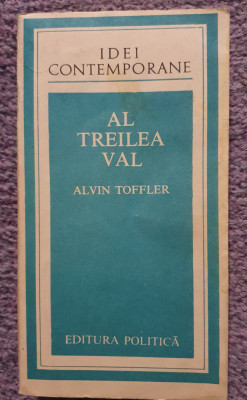 IDEI
CONTEMPORANE
AL
TREILEA
VAL
ALVIN TOFFLER
EDITURA POLITICĂ